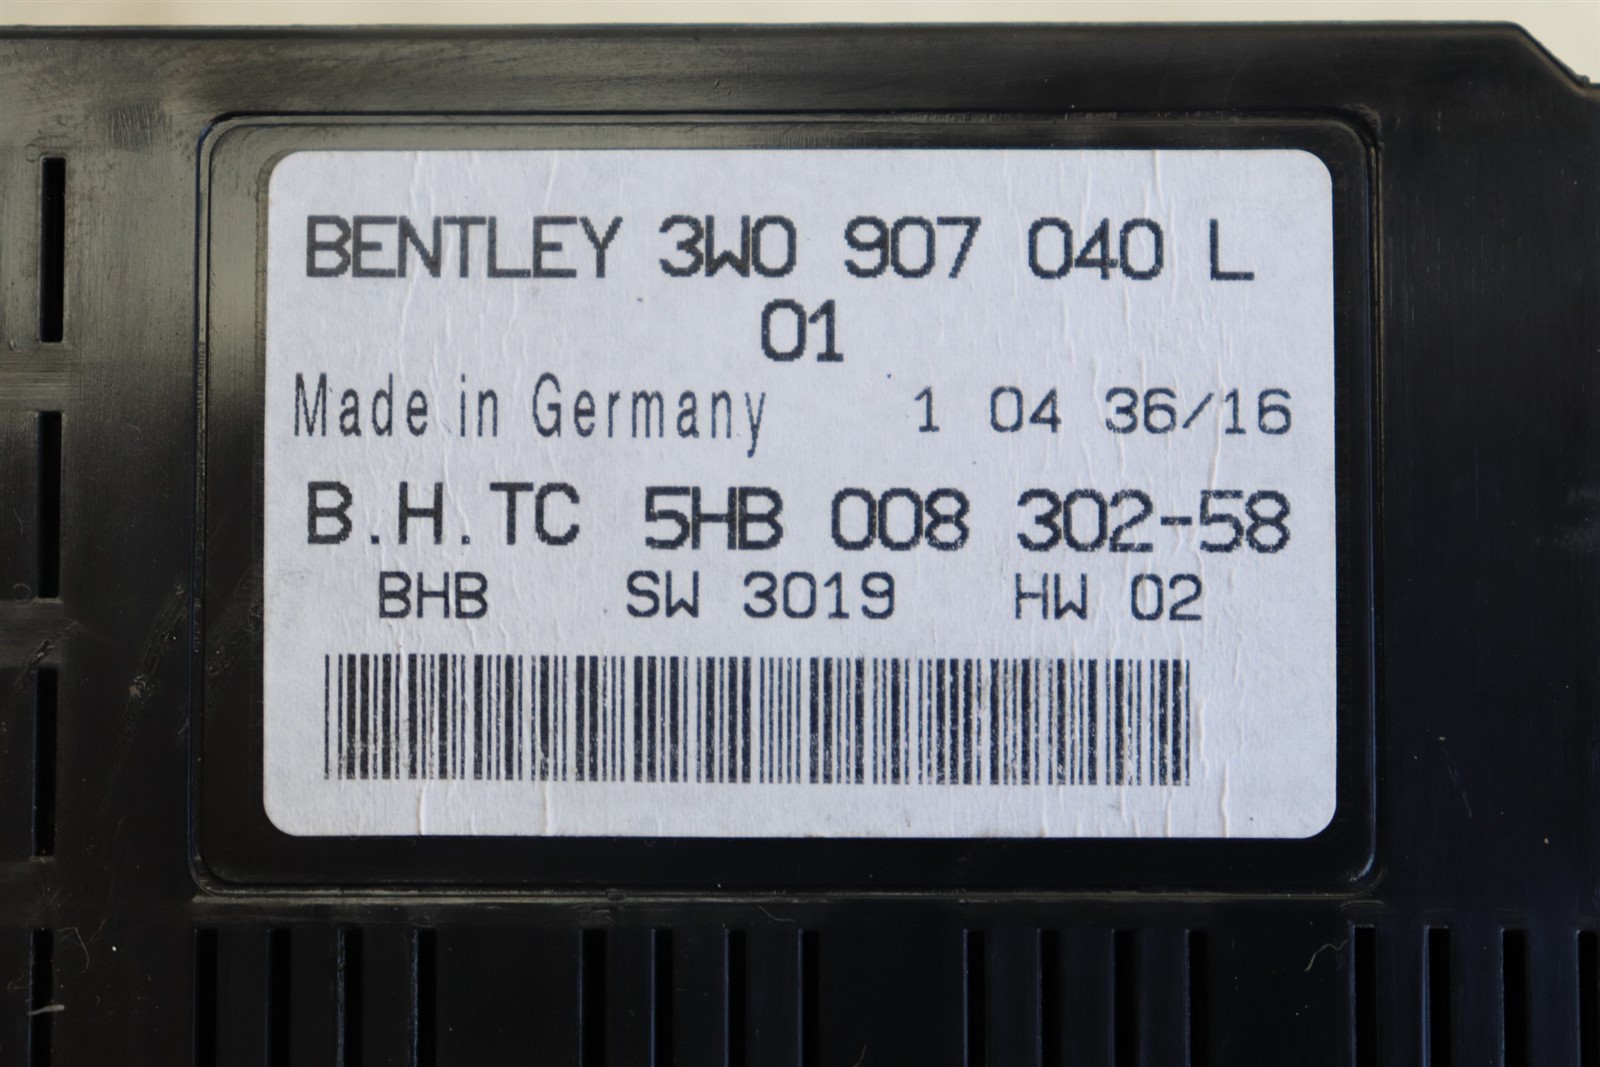 BENTLEY 3W0 907 040 L
01
Made in Germany 1 04 36/16
B.H.TC 5HB 008 302-58
BHB SW 3019 HW 02